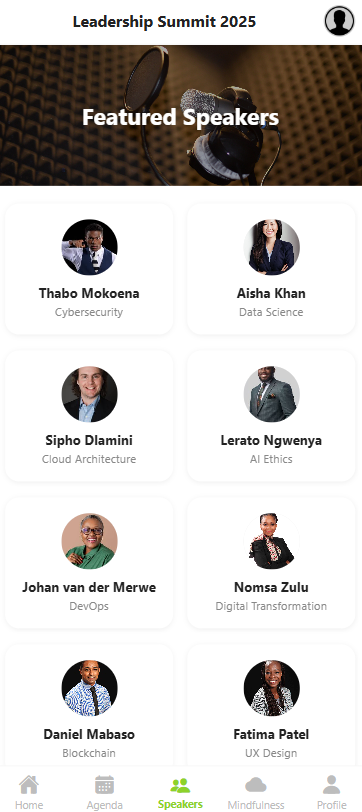 Leadership Summit 2025
Featured Speakers
Thabo Mokoena
Cybersecurity
Aisha Khan
Data Science
Sipho Dlamini
Cloud Architecture
Lerato Ngwenya
AI Ethics
Johan van der Merwe
DevOps
Nomsa Zulu
Digital Transformation
Daniel Mabaso
Blockchain
Fatima Patel
UX Design
Home
Agenda
Speakers
Mindfulness
Profile